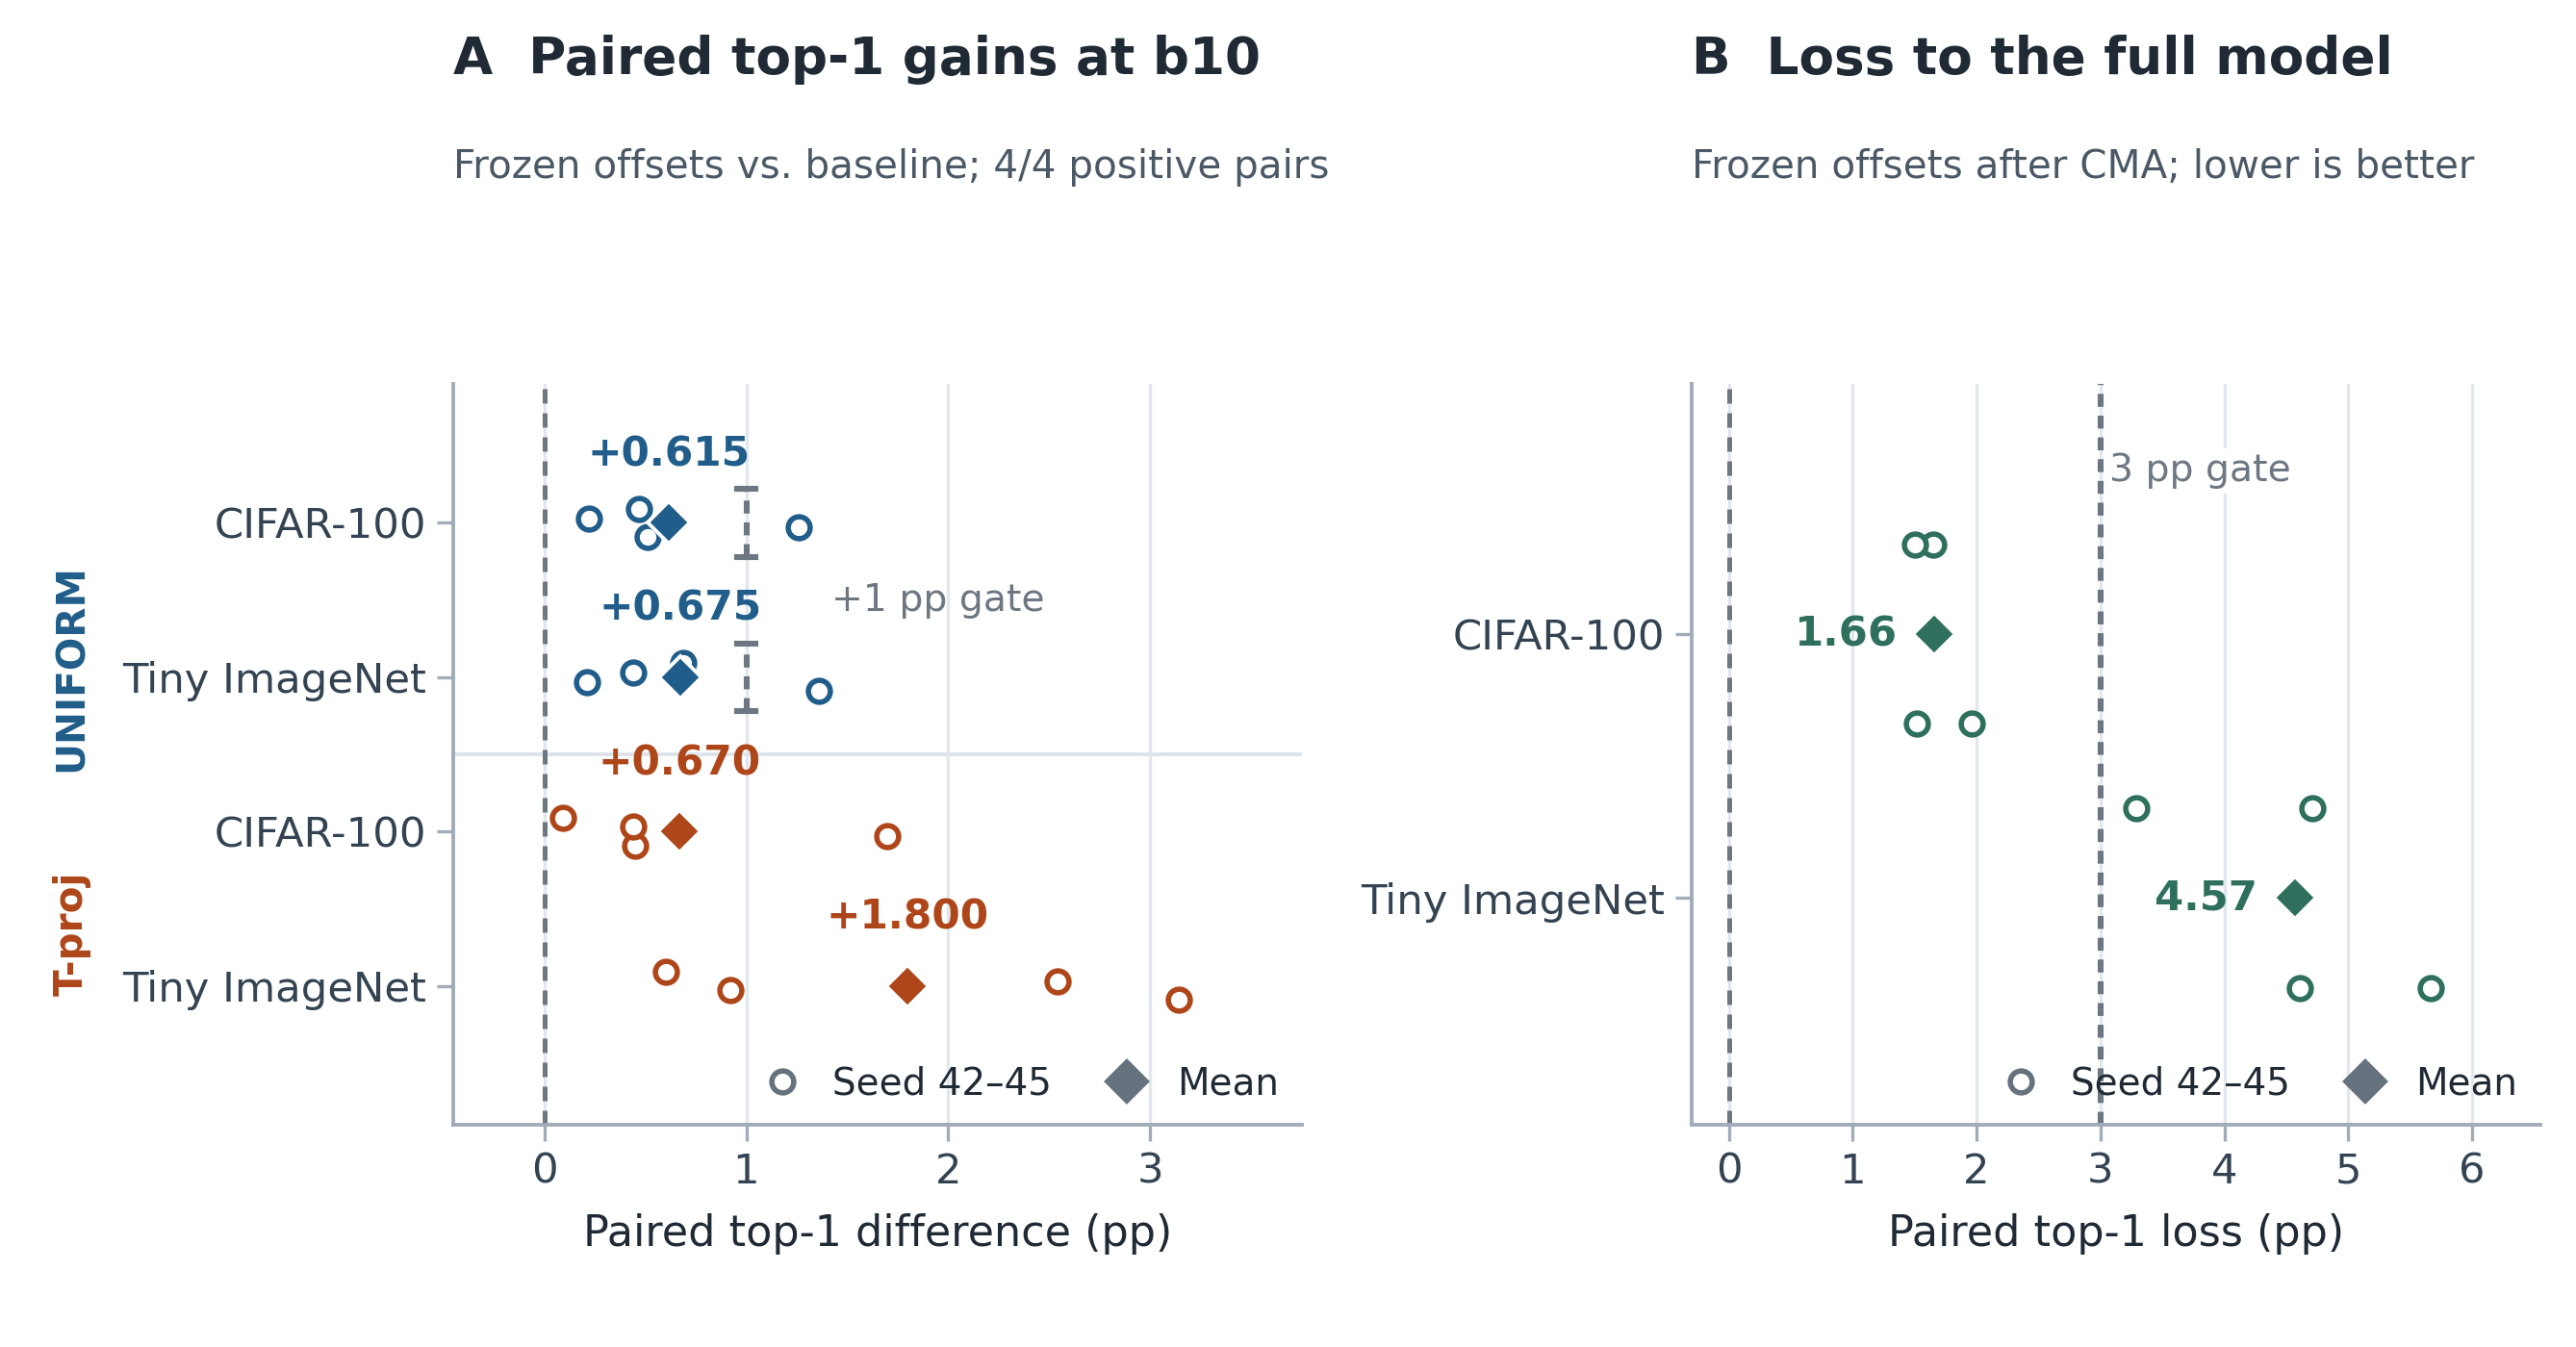 A Paired top-1 gains at b10
Frozen offsets vs. baseline; 4/4 positive pairs
+0.615
CIFAR-100
+0.675
+1 pp gate
UNIFORM
Tiny ImageNet
+0.670
CIFAR-100
T-proj
+1.800
Tiny ImageNet
Seed 42–45
Mean
0 1 2 3
Paired top-1 difference (pp)
B Loss to the full model
Frozen offsets after CMA; lower is better
3 pp gate
CIFAR-100
1.66
Tiny ImageNet
4.57
Seed 42–45
Mean
0 1 2 3 4 5 6
Paired top-1 loss (pp)